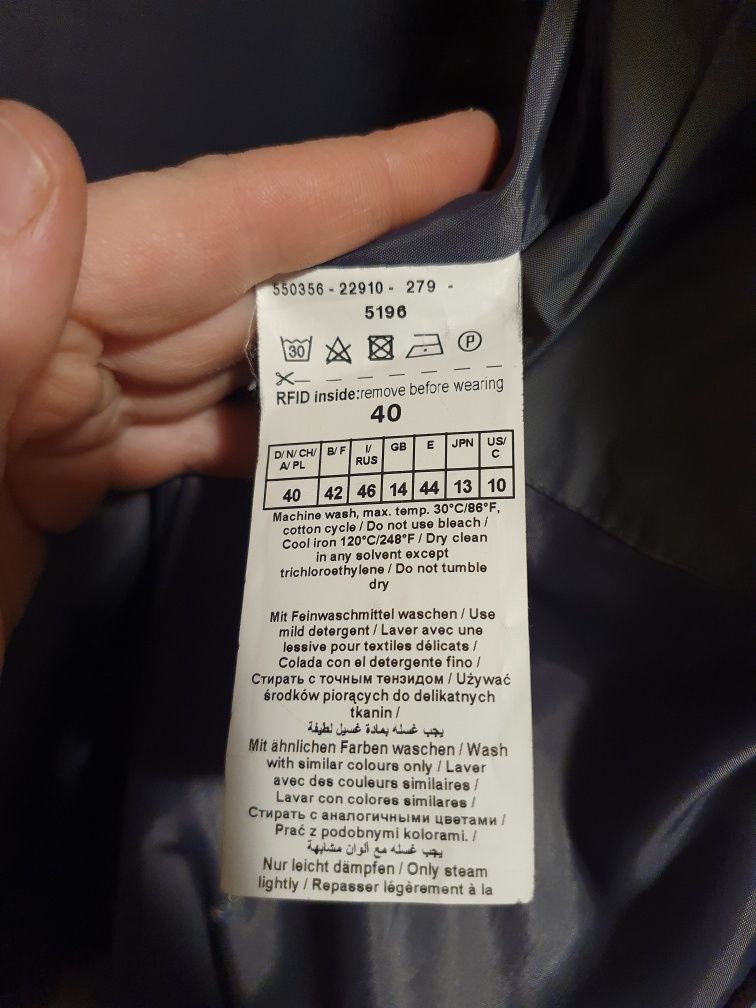 550356 - 22910 - 279 -
5196
30
P
RFID inside:remove before wearing
40
D/ N/ CH/ A/ PL B/ F I/ RUS GB E JPN US/ C
40 42 46 14 44 13 10
Machine wash, max. temp. 30°C/86°F,
cotton cycle / Do not use bleach /
Cool iron 120°C/248°F / Dry clean
in any solvent except
trichloroethylene / Do not tumble
dry
Mit Feinwaschmittel waschen / Use
mild detergent / Laver avec une
lessive pour textiles délicats /
Colada con el detergente fino /
Стирать с точным тензидом / Używać
środków piorących do delikatnych
tkanin /
يجب غسله بمادة غسيل لطيفة
Mit ähnlichen Farben waschen / Wash
with similar colours only / Laver
avec des couleurs similaires /
Lavar con colores similares /
Стирать с аналогичными цветами /
Prać z podobnymi kolorami. /
يجب غسله مع ألوان مشابهة
Nur leicht dämpfen / Only steam
lightly / Repasser légèrement à la